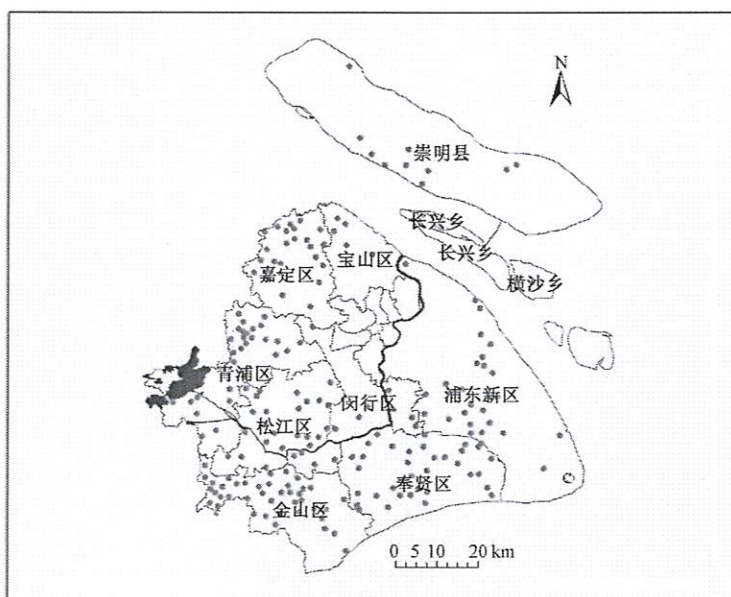 N
崇明县
长兴乡
宝山区
长兴乡
嘉定区
横沙乡
青浦区
闵行区
浦东新区
松江区
奉贤区
金山区
0 5 10 20 km